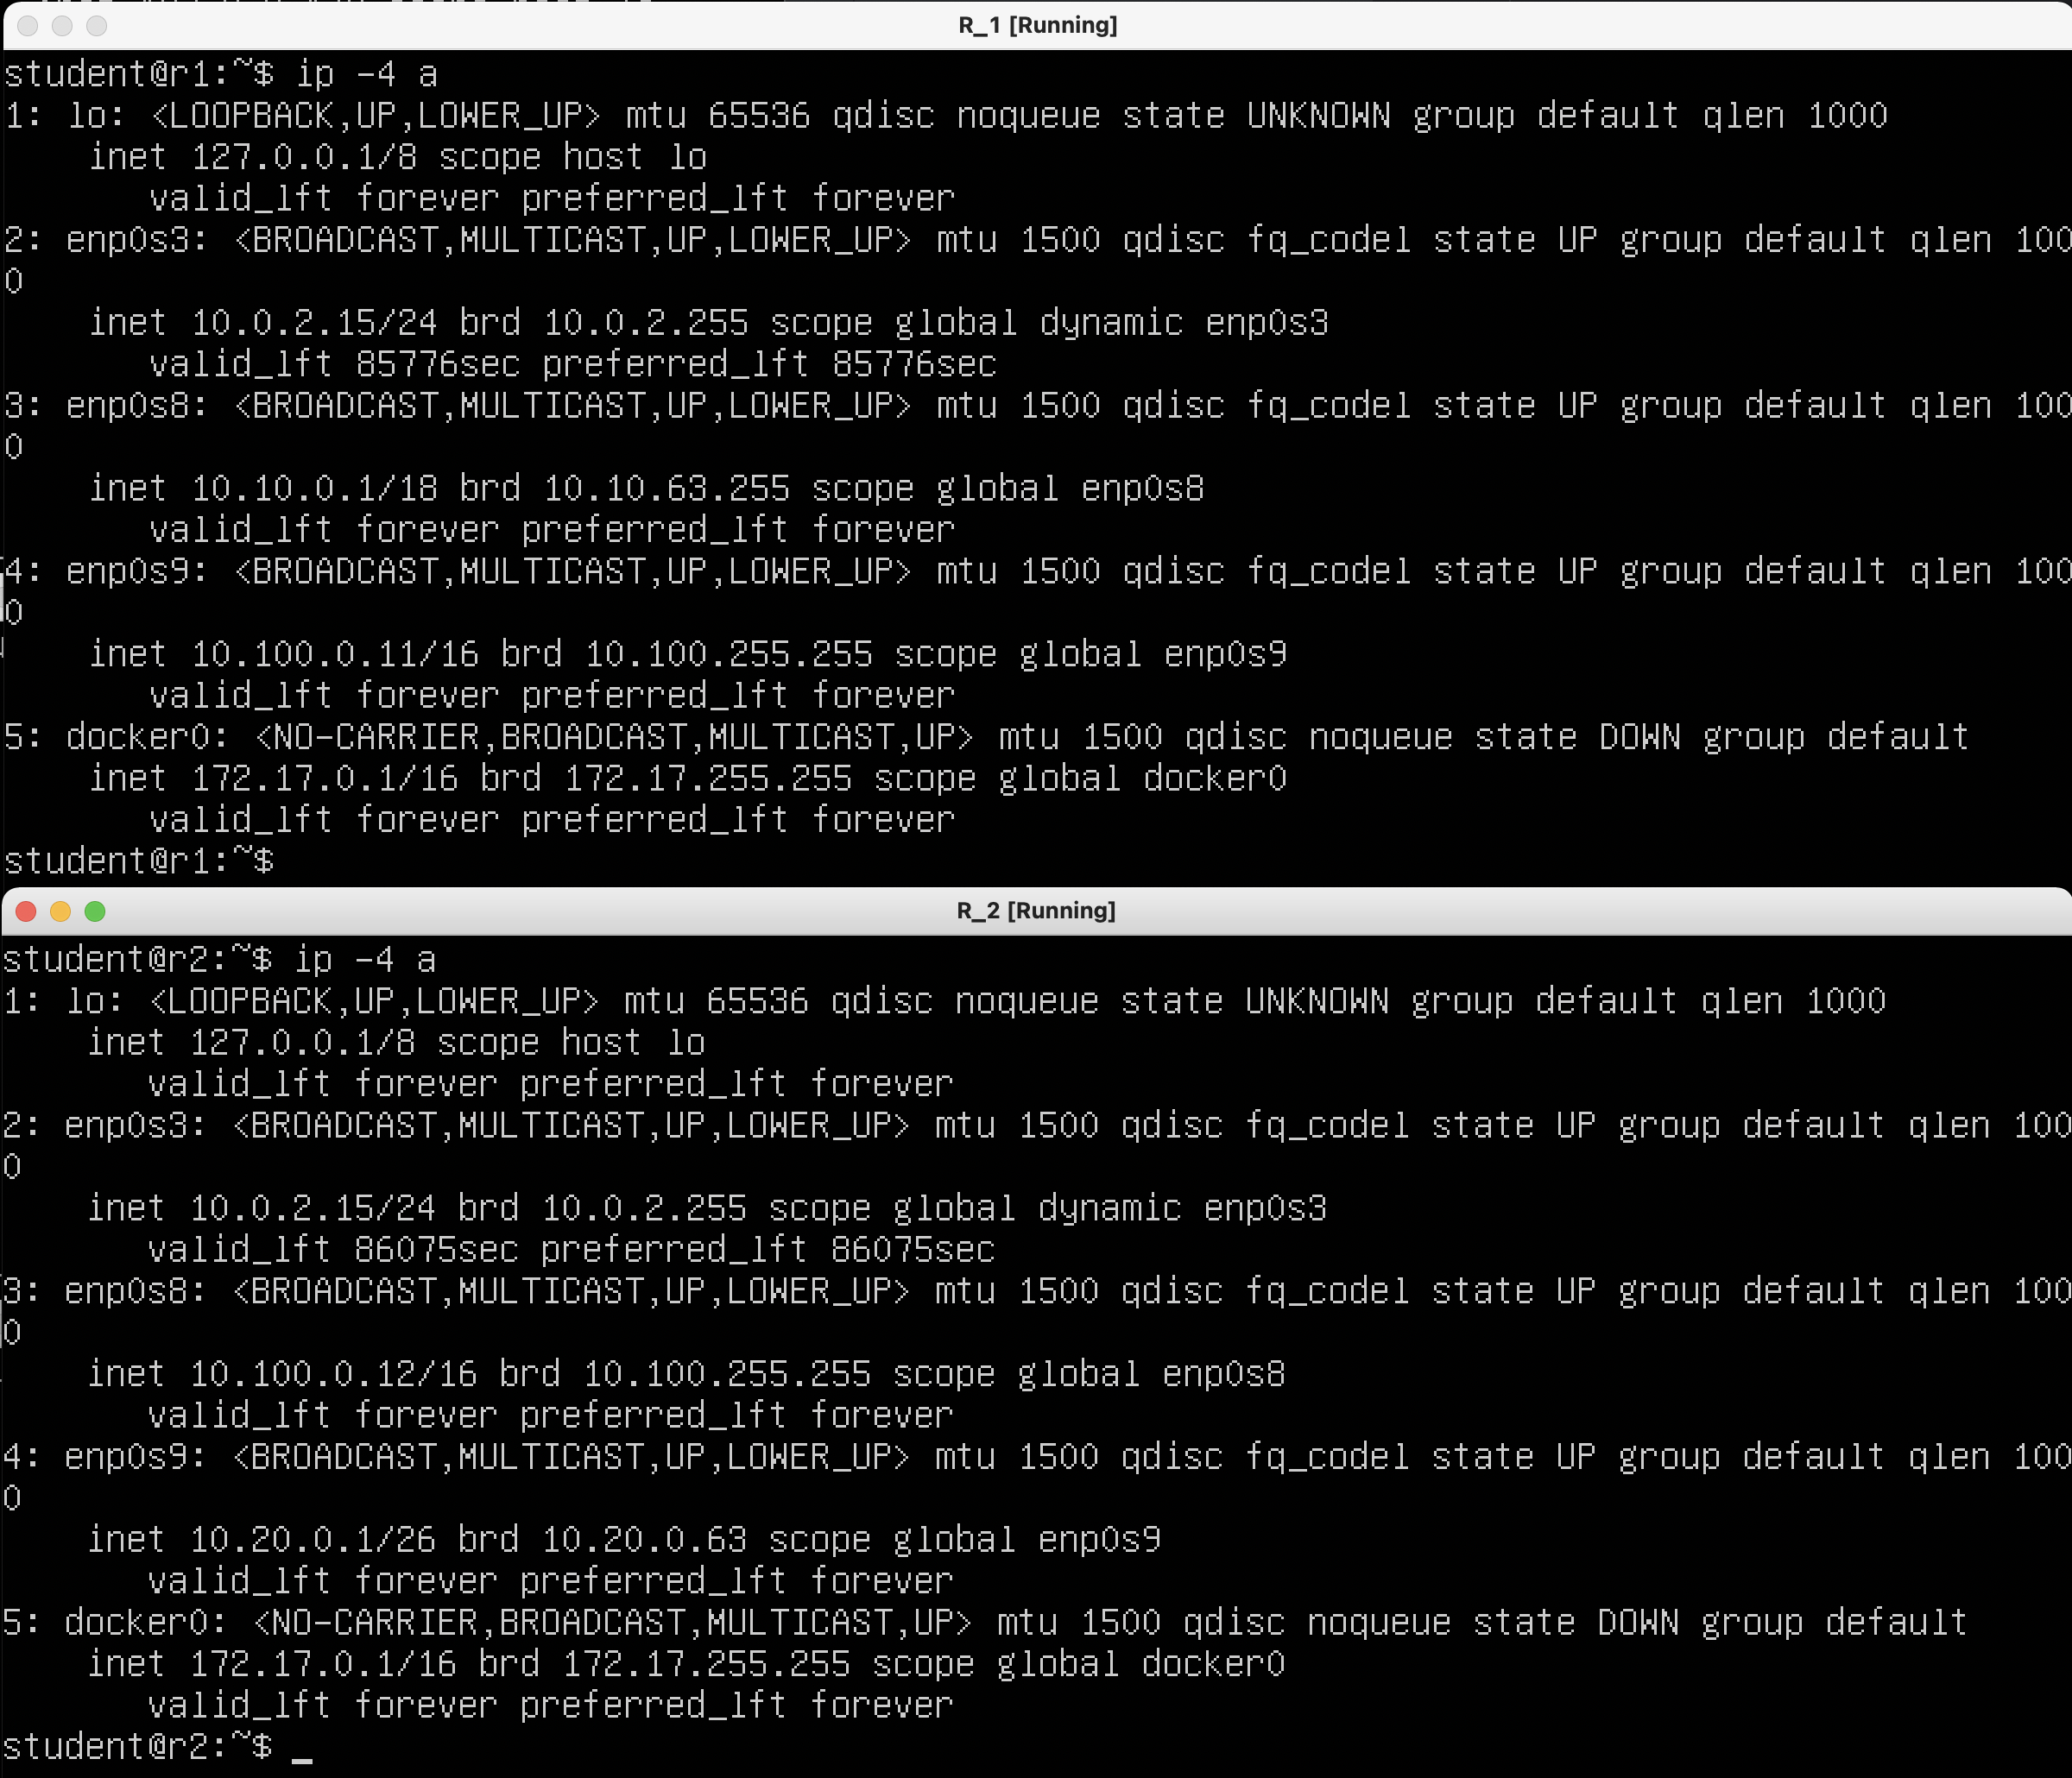 R_1 [Running]
student@r1:~$ ip -4 a
1: lo: <LOOPBACK,UP,LOWER_UP> mtu 65536 qdisc noqueue state UNKNOWN group default qlen 1000
    inet 127.0.0.1/8 scope host lo
       valid_lft forever preferred_lft forever
2: enp0s3: <BROADCAST,MULTICAST,UP,LOWER_UP> mtu 1500 qdisc fq_codel state UP group default qlen 100
0
    inet 10.0.2.15/24 brd 10.0.2.255 scope global dynamic enp0s3
       valid_lft 85776sec preferred_lft 85776sec
3: enp0s8: <BROADCAST,MULTICAST,UP,LOWER_UP> mtu 1500 qdisc fq_codel state UP group default qlen 100
0
    inet 10.10.0.1/18 brd 10.10.63.255 scope global enp0s8
       valid_lft forever preferred_lft forever
4: enp0s9: <BROADCAST,MULTICAST,UP,LOWER_UP> mtu 1500 qdisc fq_codel state UP group default qlen 100
0
    inet 10.100.0.11/16 brd 10.100.255.255 scope global enp0s9
       valid_lft forever preferred_lft forever
5: docker0: <NO-CARRIER,BROADCAST,MULTICAST,UP> mtu 1500 qdisc noqueue state DOWN group default
    inet 172.17.0.1/16 brd 172.17.255.255 scope global docker0
       valid_lft forever preferred_lft forever
student@r1:~$
R_2 [Running]
student@r2:~$ ip -4 a
1: lo: <LOOPBACK,UP,LOWER_UP> mtu 65536 qdisc noqueue state UNKNOWN group default qlen 1000
    inet 127.0.0.1/8 scope host lo
       valid_lft forever preferred_lft forever
2: enp0s3: <BROADCAST,MULTICAST,UP,LOWER_UP> mtu 1500 qdisc fq_codel state UP group default qlen 100
0
    inet 10.0.2.15/24 brd 10.0.2.255 scope global dynamic enp0s3
       valid_lft 86075sec preferred_lft 86075sec
3: enp0s8: <BROADCAST,MULTICAST,UP,LOWER_UP> mtu 1500 qdisc fq_codel state UP group default qlen 100
0
    inet 10.100.0.12/16 brd 10.100.255.255 scope global enp0s8
       valid_lft forever preferred_lft forever
4: enp0s9: <BROADCAST,MULTICAST,UP,LOWER_UP> mtu 1500 qdisc fq_codel state UP group default qlen 100
0
    inet 10.20.0.1/26 brd 10.20.0.63 scope global enp0s9
       valid_lft forever preferred_lft forever
5: docker0: <NO-CARRIER,BROADCAST,MULTICAST,UP> mtu 1500 qdisc noqueue state DOWN group default
    inet 172.17.0.1/16 brd 172.17.255.255 scope global docker0
       valid_lft forever preferred_lft forever
student@r2:~$ _